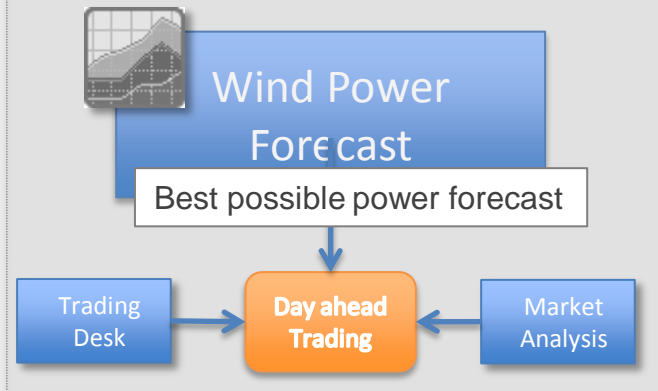 Wind Power
Forecast
Best possible power forecast
Trading
Desk
Day ahead
Trading
Market
Analysis